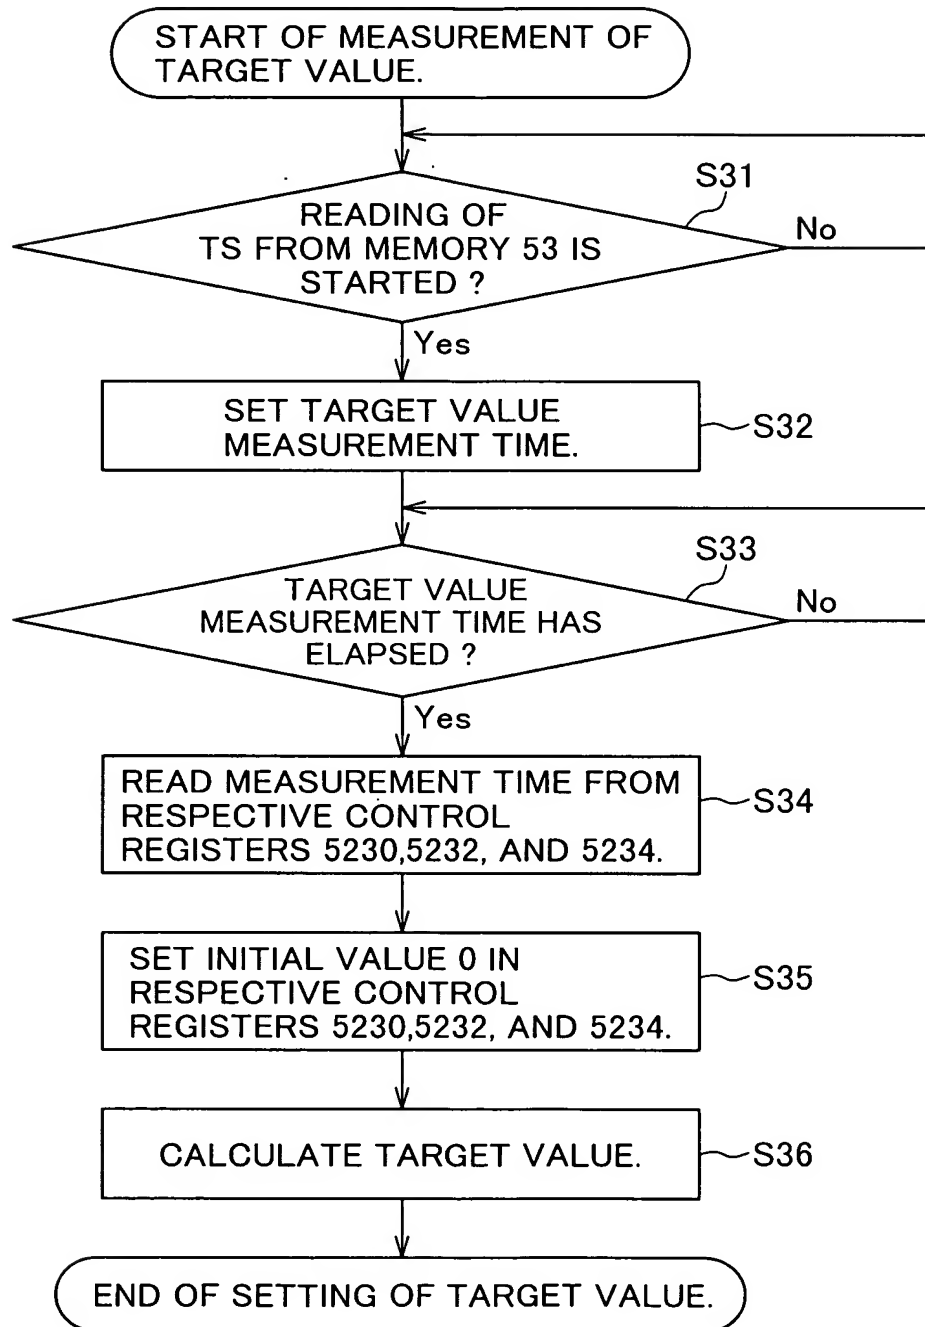 START OF MEASUREMENT OF
TARGET VALUE.
S31
READING OF
TS FROM MEMORY 53 IS
STARTED ?
No
Yes
SET TARGET VALUE
MEASUREMENT TIME.
S32
S33
TARGET VALUE
MEASUREMENT TIME HAS
ELAPSED ?
No
Yes
READ MEASUREMENT TIME FROM
RESPECTIVE CONTROL
REGISTERS 5230,5232, AND 5234.
S34
SET INITIAL VALUE 0 IN
RESPECTIVE CONTROL
REGISTERS 5230,5232, AND 5234.
S35
CALCULATE TARGET VALUE.
S36
END OF SETTING OF TARGET VALUE.